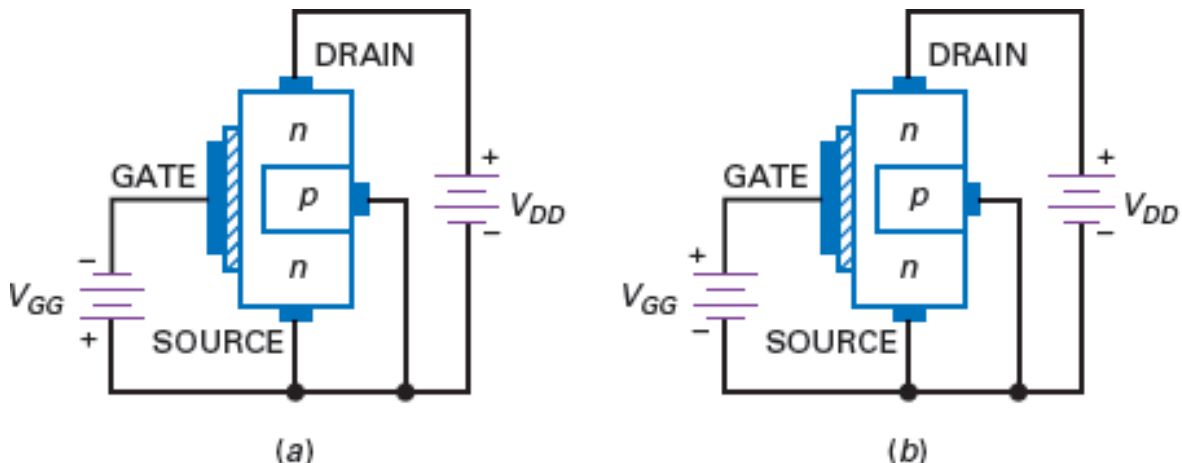 DRAIN
n
GATE
p
+
V_DD
–
n
–
V_GG
+
SOURCE
(a)
DRAIN
n
GATE
p
+
V_DD
–
n
+
V_GG
–
SOURCE
(b)